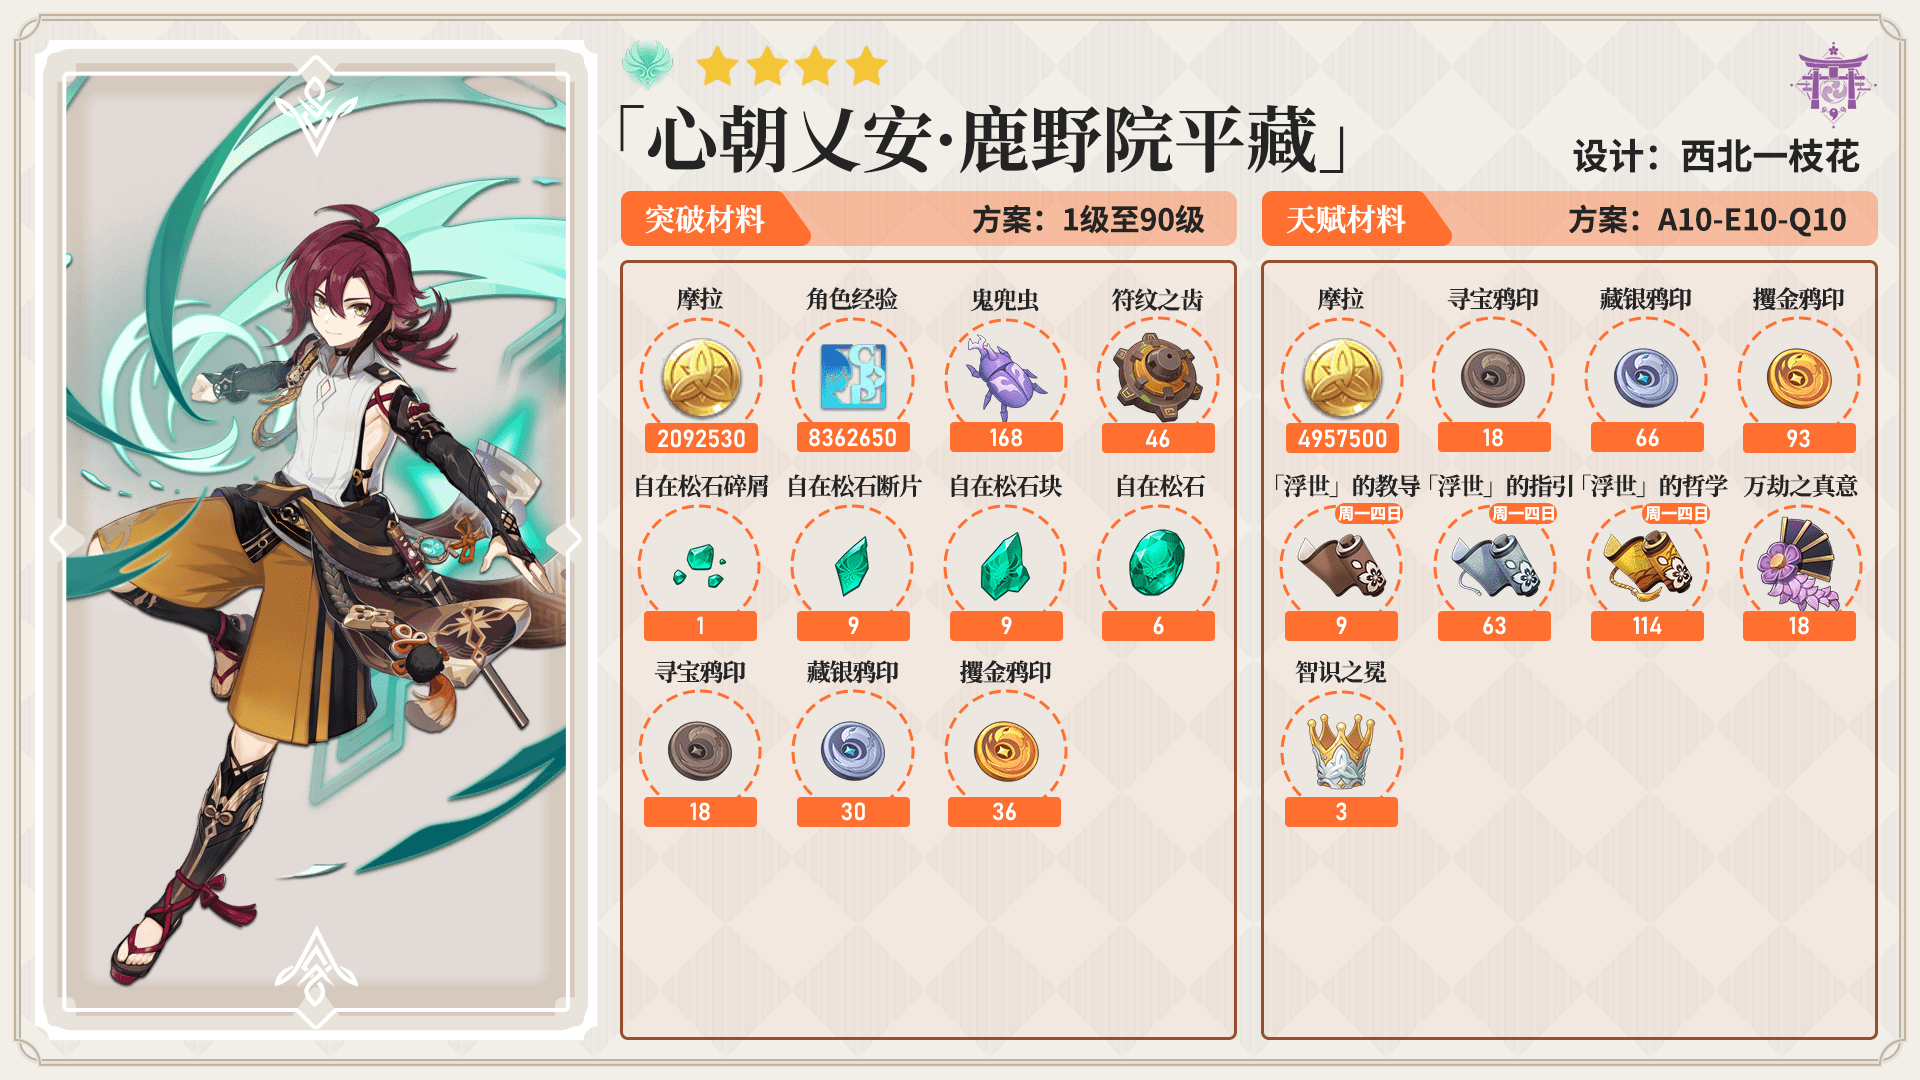 「心朝乂安·鹿野院平藏」
设计：西北一枝花
突破材料 方案：1级至90级
天赋材料 方案：A10-E10-Q10
摩拉 角色经验 鬼兜虫 符纹之齿
2092530 8362650 168 46
自在松石碎屑 自在松石断片 自在松石块 自在松石
1 9 9 6
寻宝鸦印 藏银鸦印 攫金鸦印
18 30 36
摩拉 寻宝鸦印 藏银鸦印 攫金鸦印
4957500 18 66 93
「浮世」的教导 「浮世」的指引 「浮世」的哲学 万劫之真意
周一四日 周一四日 周一四日
9 63 114 18
智识之冕
3